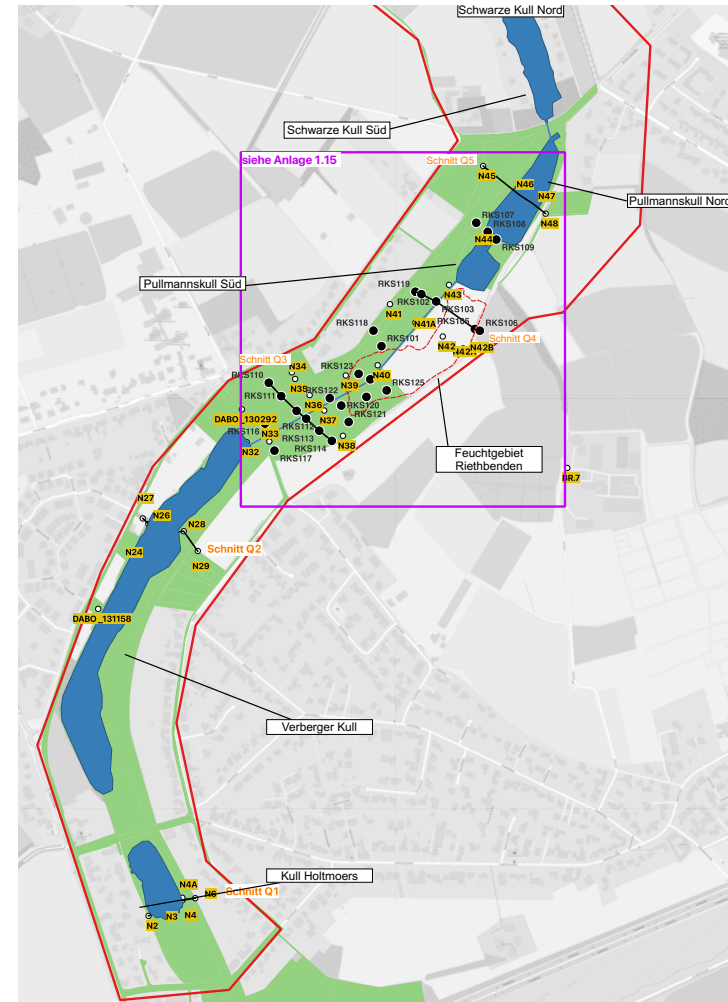 Schwarze Kull Nord
Schwarze Kull Süd
siehe Anlage 1.15
Schnitt Q5
N45
N46
N47
N48
Pullmannskull Nord
RKS107
RKS108
N44
RKS109
Pullmannskull Süd
RKS119
N43
RKS102
N41
RKS103
RKS118
N41A
RKS105
RKS106
Schnitt Q4
RKS101
N42
N42B
Schnitt Q3
N34
RKS110
RKS123
N40
N35
N39
RKS125
RKS111
RKS122
N36
RKS120
DABO_130292
N37
RKS121
RKS116
N33
RKS112
RKS113
N38
N32
RKS114
RKS117
Feuchtgebiet
Riethbenden
BR.7
N27
N26
N28
N24
Schnitt Q2
N29
DABO_131158
Verberger Kull
Kull Holtmoers
N4A
N6
Schnitt Q1
N3
N4
N2